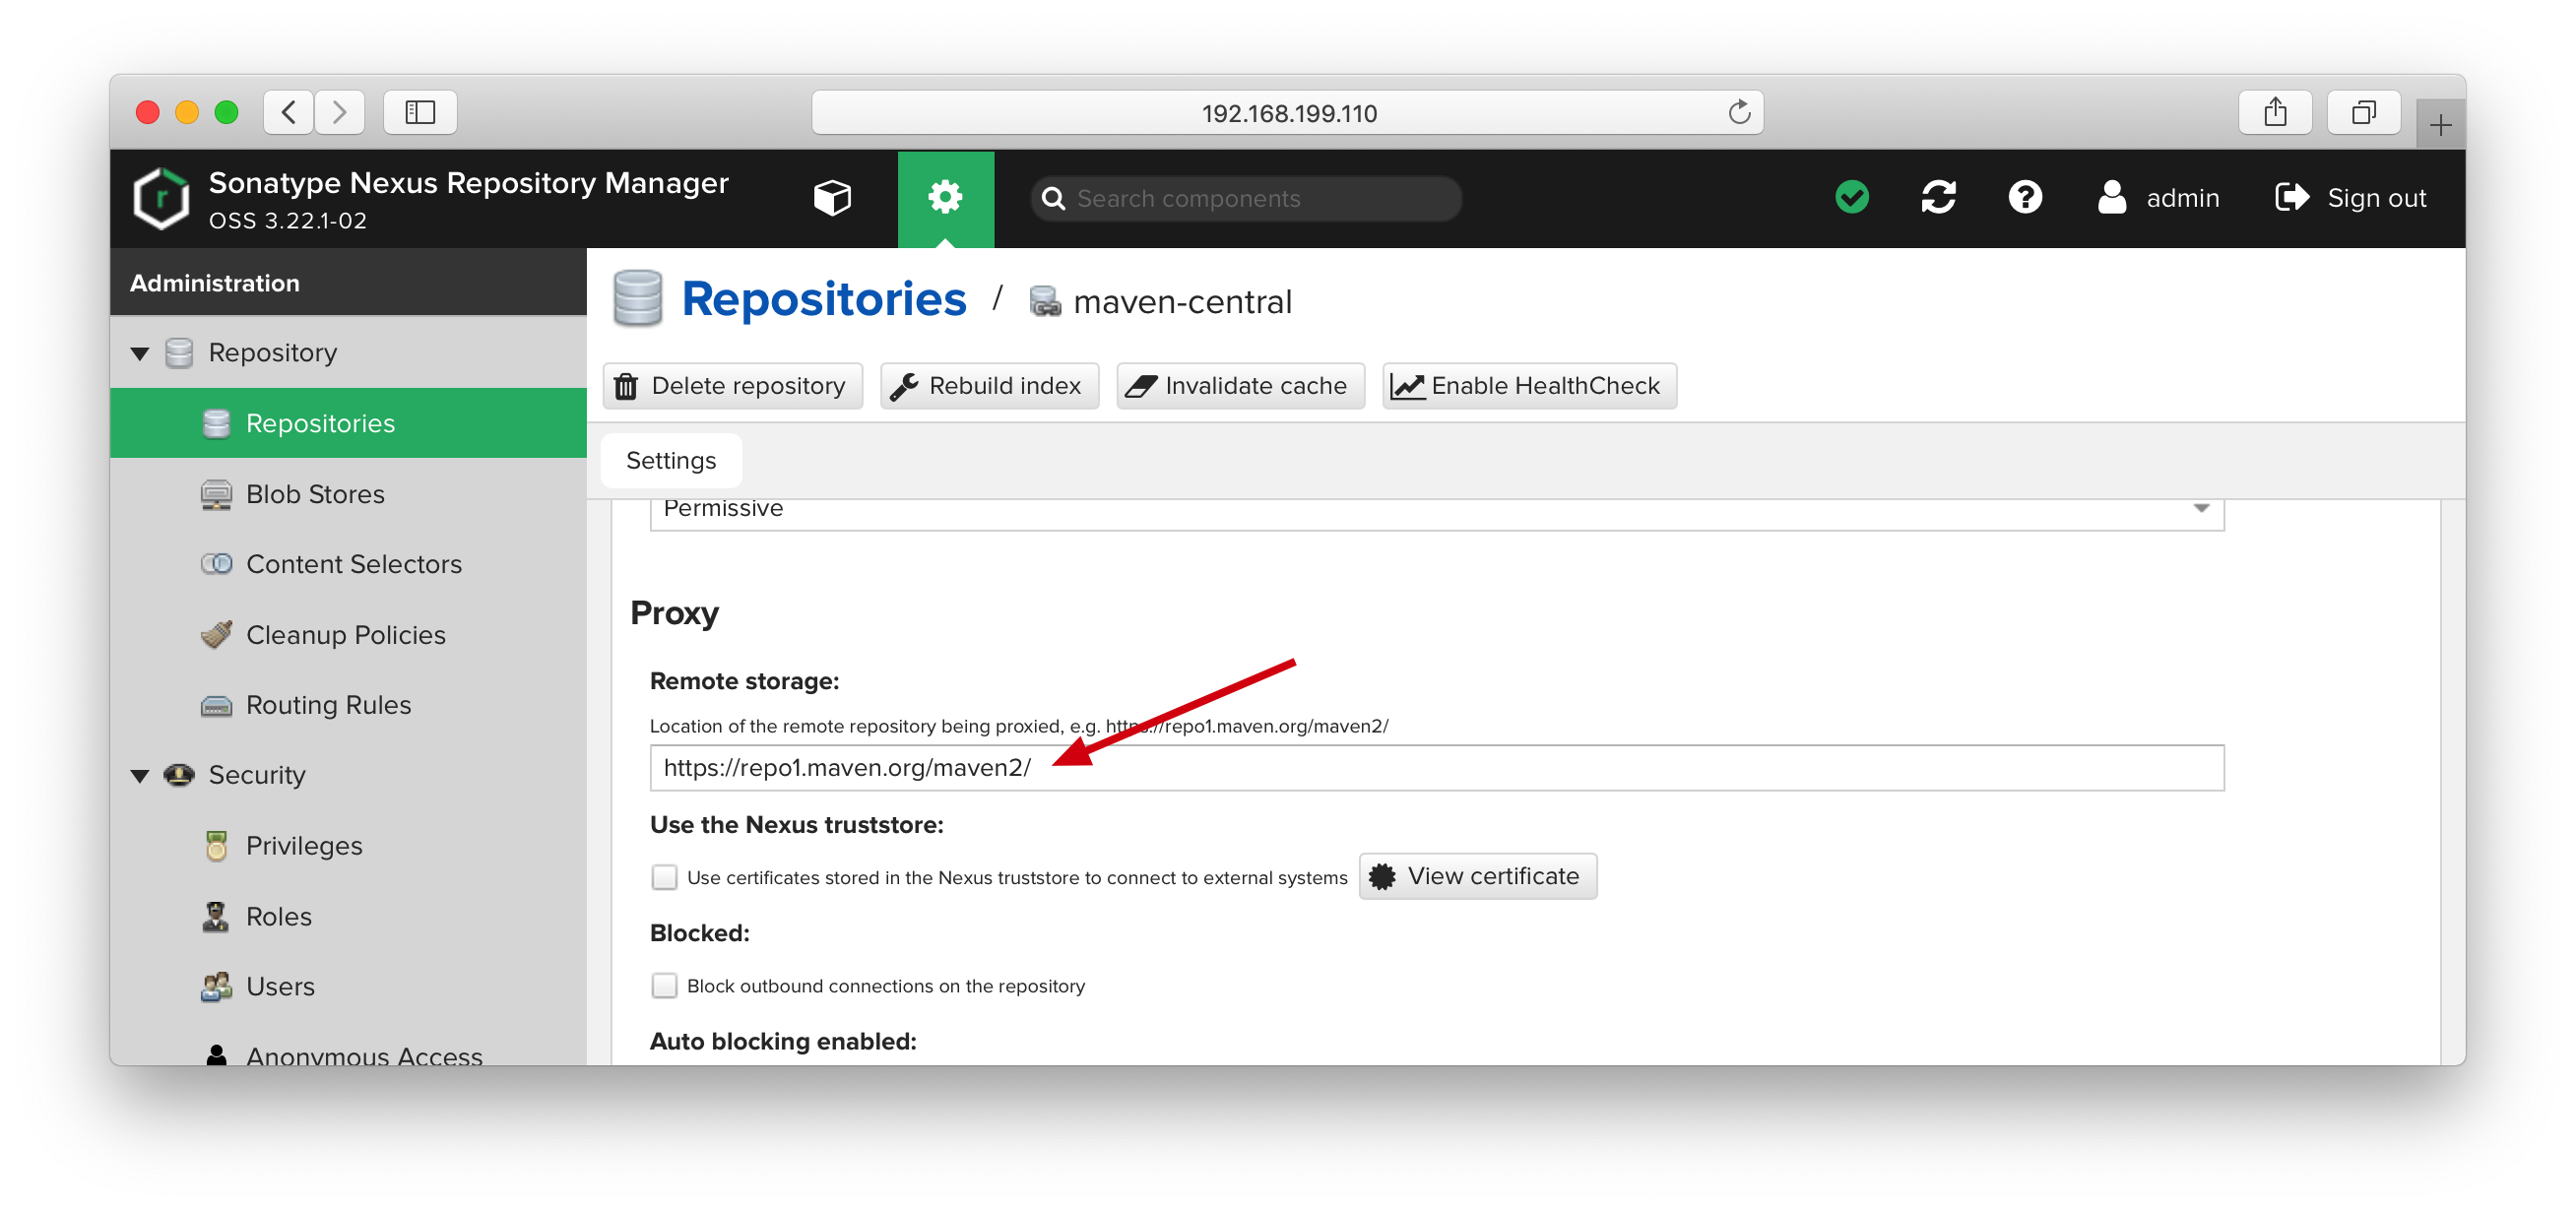 192.168.199.110
Sonatype Nexus Repository Manager
OSS 3.22.1-02
Search components
admin
Sign out
Administration
Repository
Repositories
Blob Stores
Content Selectors
Cleanup Policies
Routing Rules
Security
Privileges
Roles
Users
Anonymous Access
Repositories / maven-central
Delete repository
Rebuild index
Invalidate cache
Enable HealthCheck
Settings
Permissive
Proxy
Remote storage:
Location of the remote repository being proxied, e.g. https://repo1.maven.org/maven2/
https://repo1.maven.org/maven2/
Use the Nexus truststore:
Use certificates stored in the Nexus truststore to connect to external systems
View certificate
Blocked:
Block outbound connections on the repository
Auto blocking enabled: